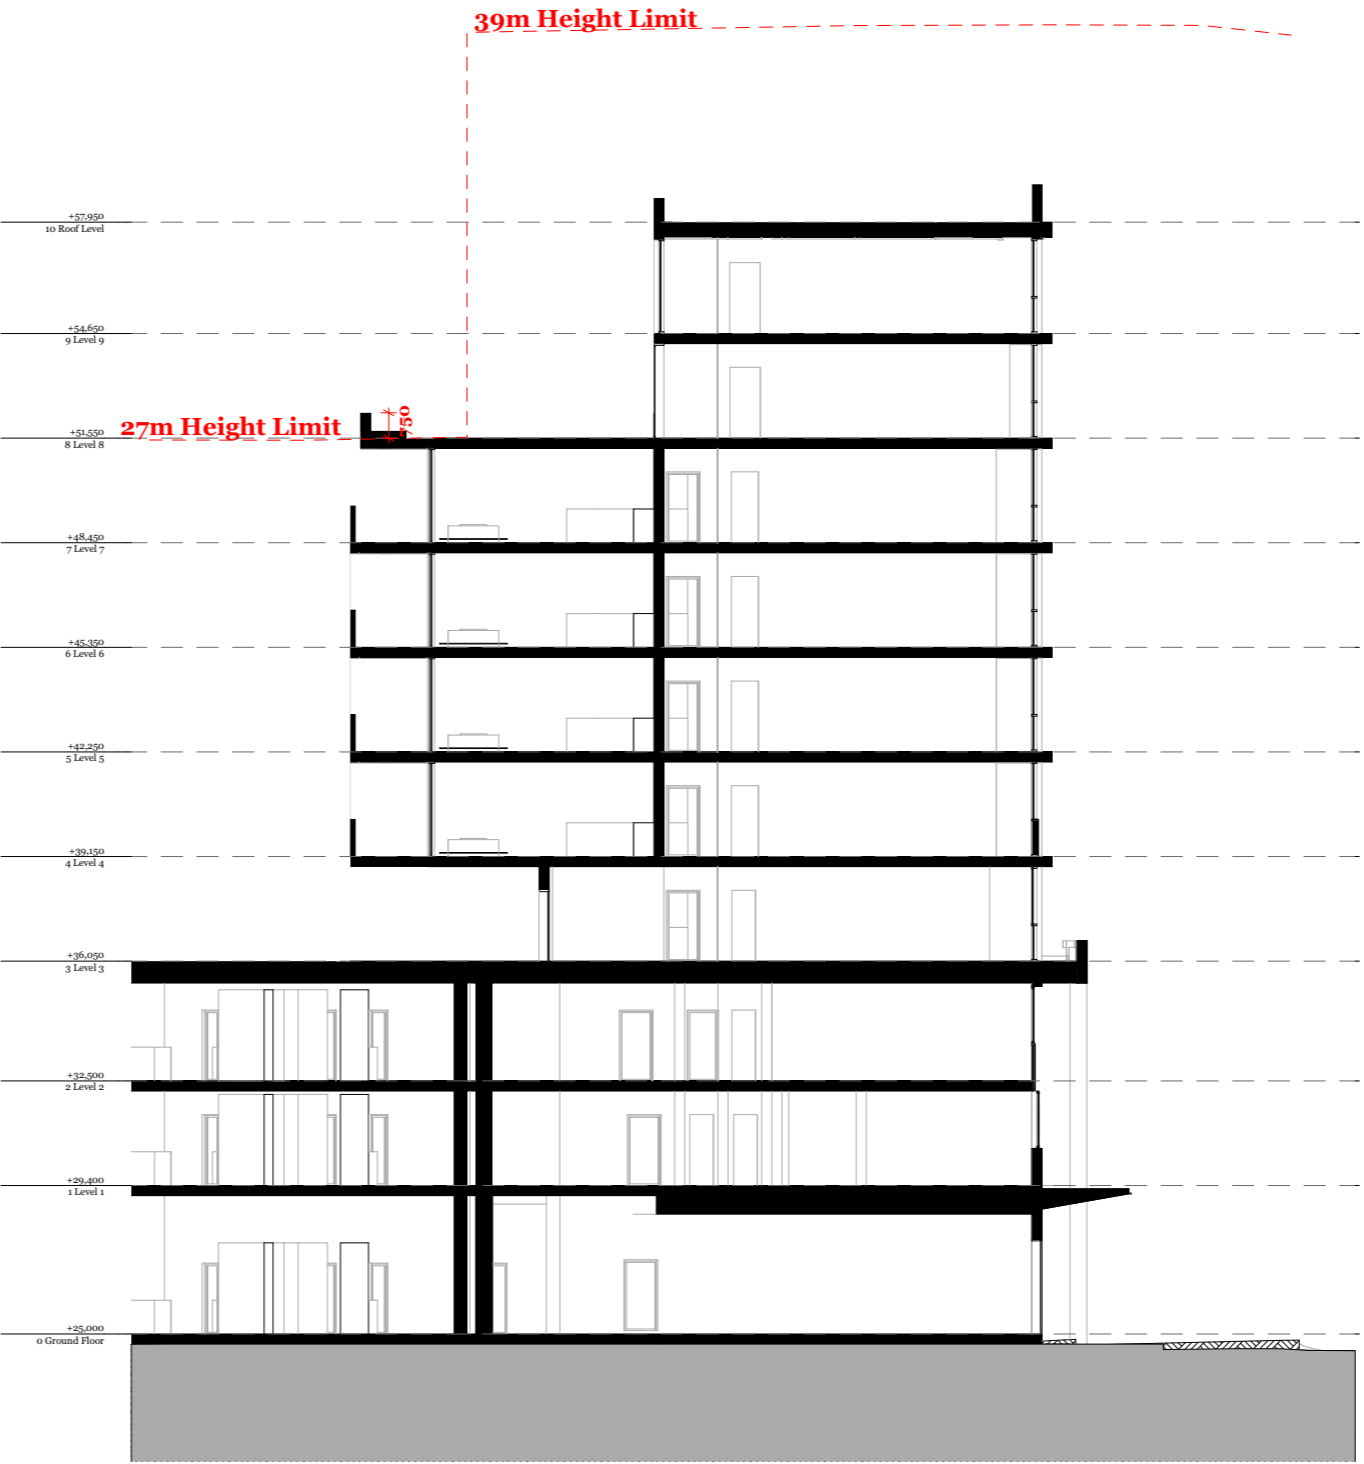 39m Height Limit
+57,950
10 Roof Level
+54,650
9 Level 9
750
27m Height Limit
+51,550
8 Level 8
+48,450
7 Level 7
+45,350
6 Level 6
+42,250
5 Level 5
+39,150
4 Level 4
+36,050
3 Level 3
+32,500
2 Level 2
+29,400
1 Level 1
+25,000
0 Ground Floor